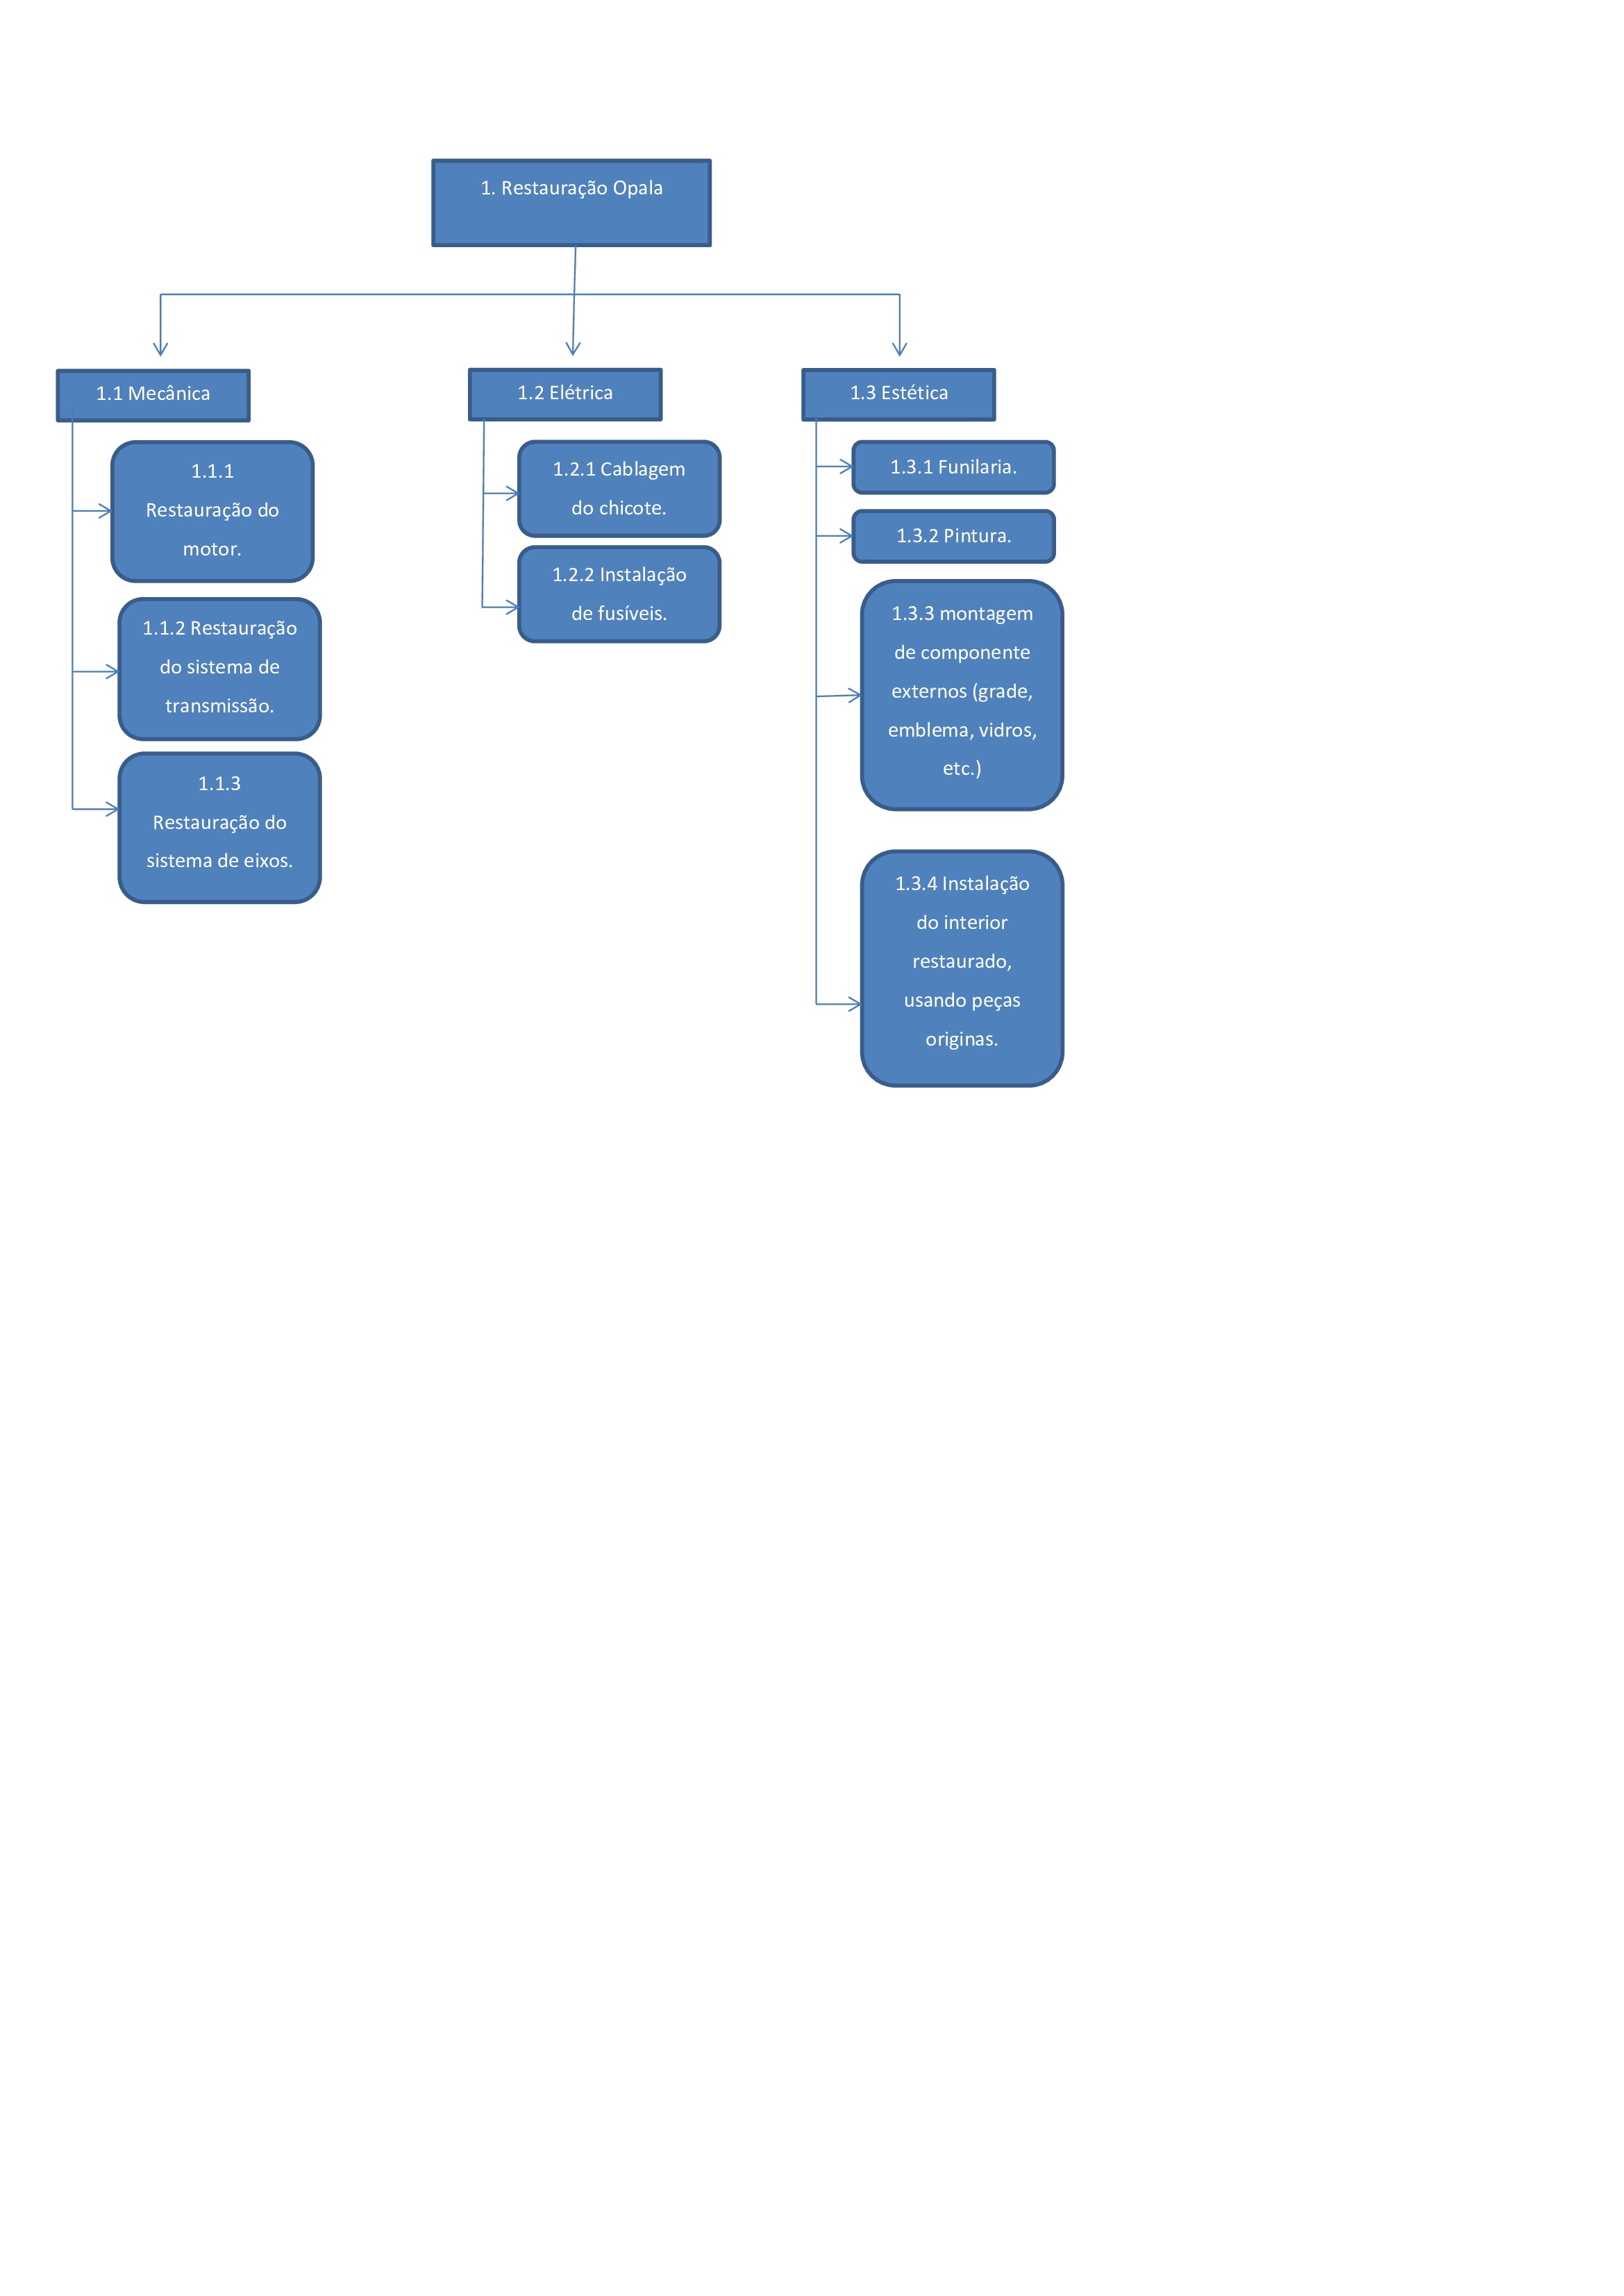 1. Restauração Opala
1.1 Mecânica
1.1.1
Restauração do
motor.
1.1.2 Restauração
do sistema de
transmissão.
1.1.3
Restauração do
sistema de eixos.
1.2 Elétrica
1.2.1 Cablagem
do chicote.
1.2.2 Instalação
de fusíveis.
1.3 Estética
1.3.1 Funilaria.
1.3.2 Pintura.
1.3.3 montagem
de componente
externos (grade,
emblema, vidros,
etc.)
1.3.4 Instalação
do interior
restaurado,
usando peças
originas.